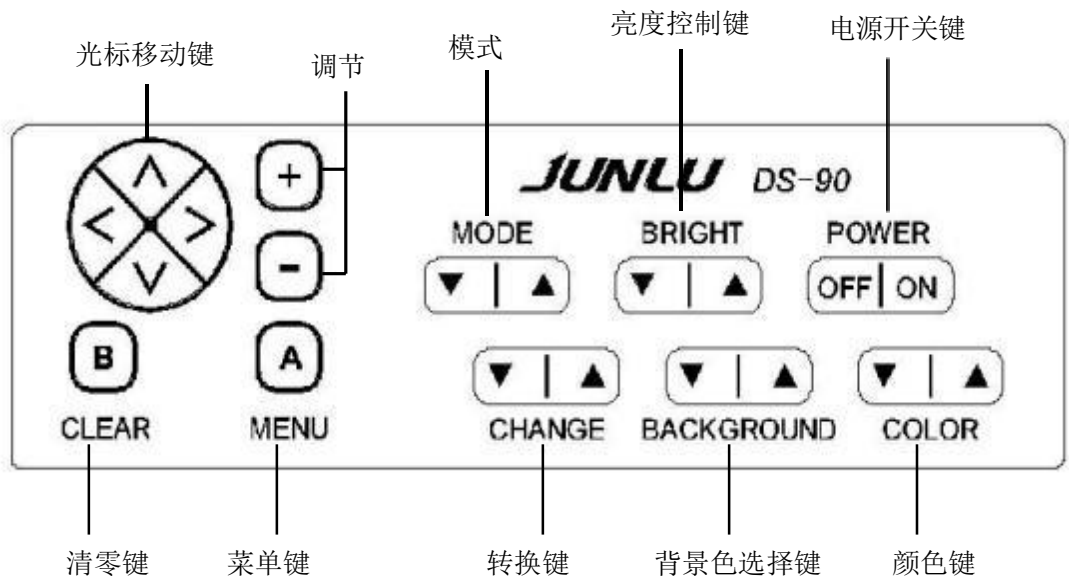 光标移动键
调节
模式
亮度控制键
电源开关键
+
-
JUNLU DS-90
MODE
BRIGHT
POWER
▼ | ▲
▼ | ▲
OFF | ON
B
A
▼ | ▲
▼ | ▲
▼ | ▲
CLEAR
MENU
CHANGE
BACKGROUND
COLOR
清零键
菜单键
转换键
背景色选择键
颜色键